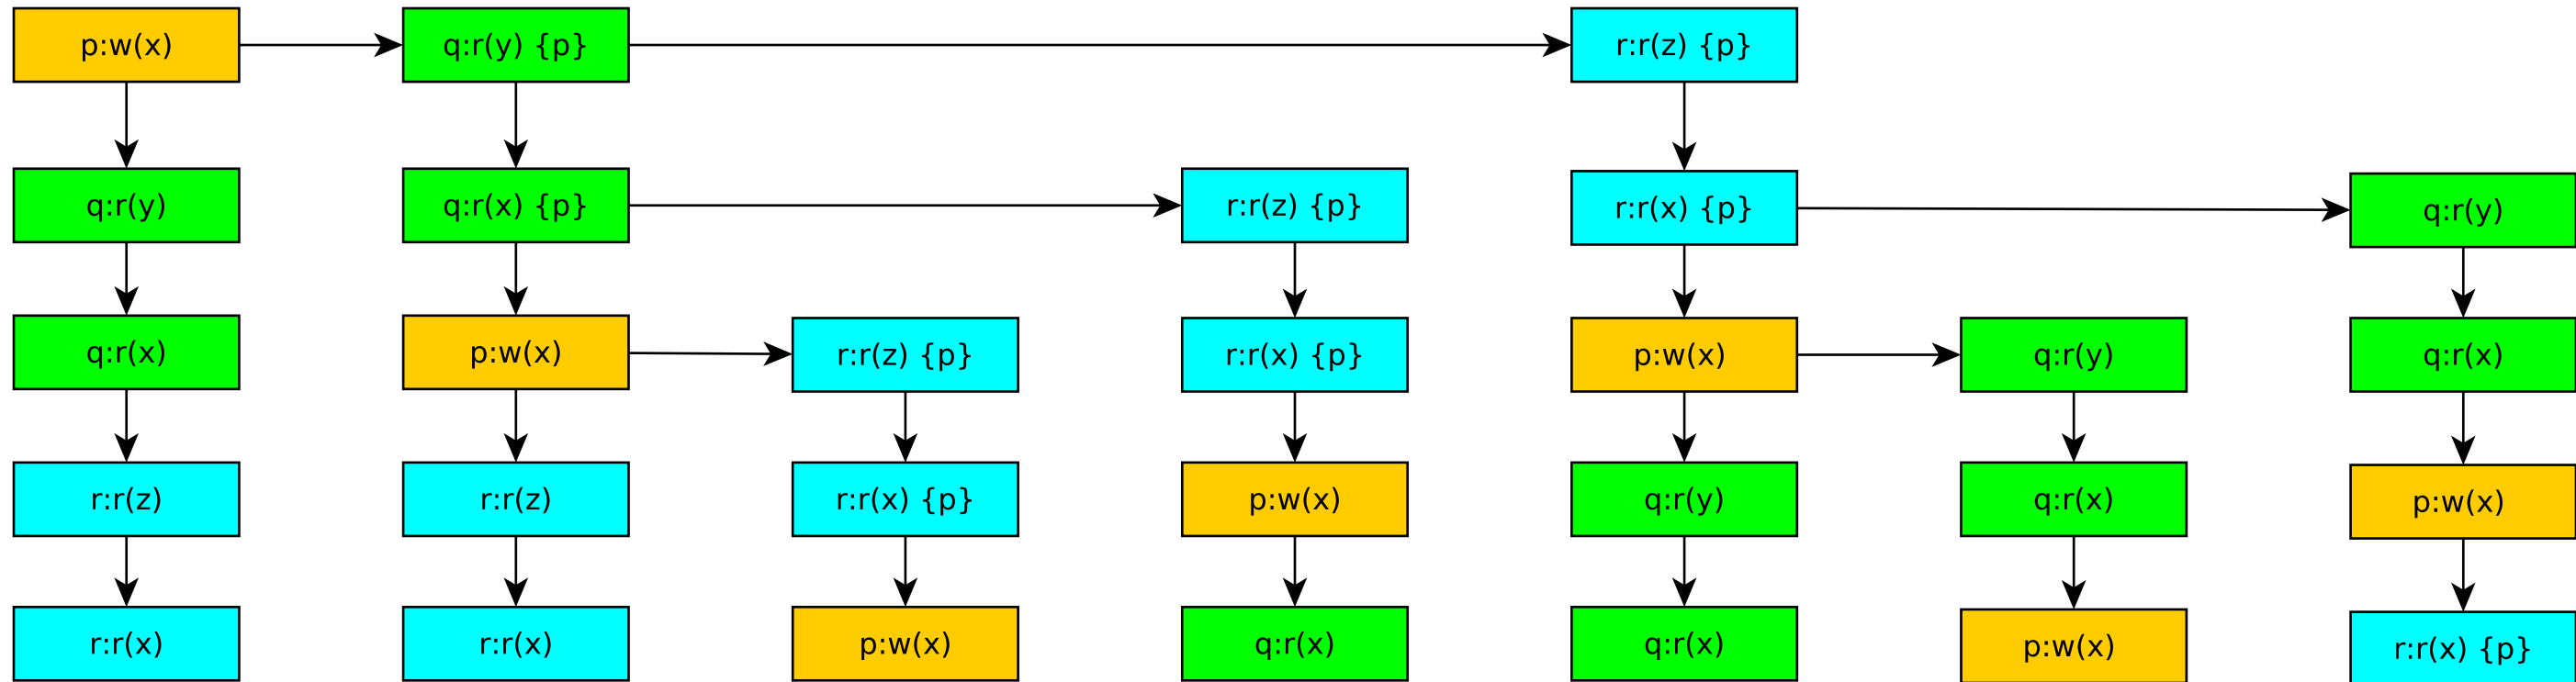 p:w(x)
q:r(y) {p}
r:r(z) {p}
q:r(y)
q:r(x) {p}
r:r(z) {p}
r:r(x) {p}
q:r(y)
q:r(x)
p:w(x)
r:r(z) {p}
r:r(x) {p}
p:w(x)
q:r(y)
q:r(x)
r:r(z)
r:r(z)
r:r(x) {p}
p:w(x)
q:r(y)
q:r(x)
p:w(x)
r:r(x)
r:r(x)
p:w(x)
q:r(x)
q:r(x)
p:w(x)
r:r(x) {p}